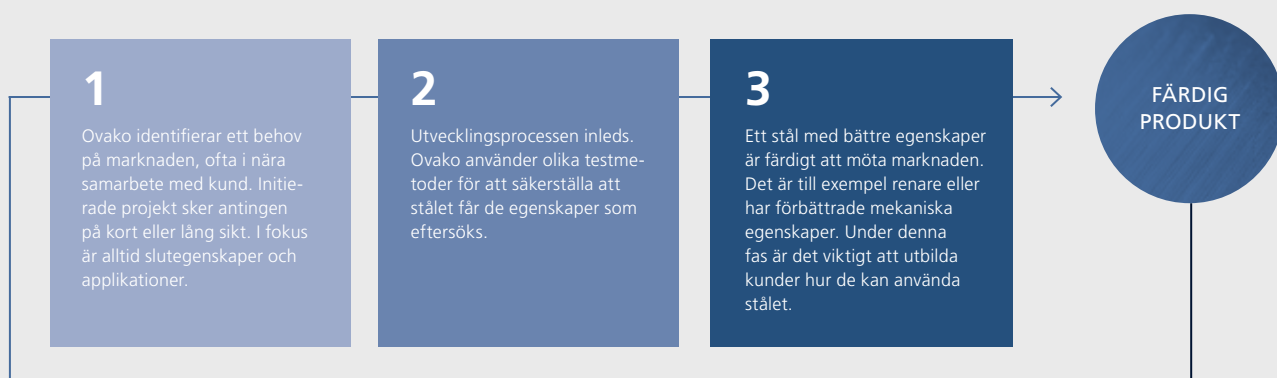 1
Ovako identifierar ett behov
på marknaden, ofta i nära
samarbete med kund. Initie-
rade projekt sker antingen
på kort eller lång sikt. I fokus
är alltid slutegenskaper och
applikationer.
2
Utvecklingsprocessen inleds.
Ovako använder olika testme-
toder för att säkerställa att
stålet får de egenskaper som
eftersöks.
3
Ett stål med bättre egenskaper
är färdigt att möta marknaden.
Det är till exempel renare eller
har förbättrade mekaniska
egenskaper. Under denna
fas är det viktigt att utbilda
kunder hur de kan använda
stålet.
FÄRDIG
PRODUKT